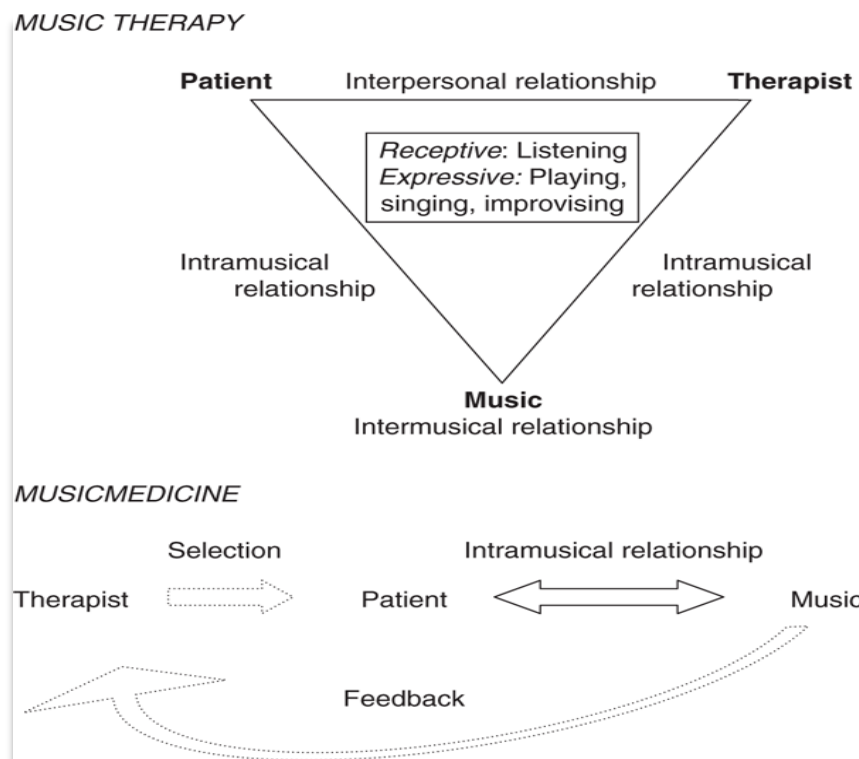 MUSIC THERAPY
Patient Interpersonal relationship Therapist
Receptive: Listening
Expressive: Playing,
singing, improvising
Intramusical
relationship
Intramusical
relationship
Music
Intermusical relationship
MUSICMEDICINE
Selection Intramusical relationship
Therapist Patient Music
Feedback